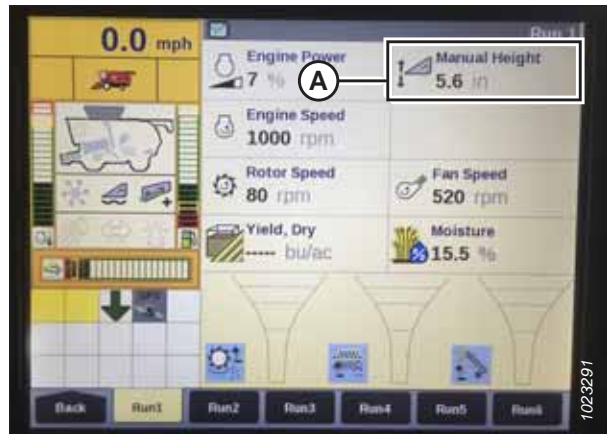 0.0 mph
Run 1
Engine Power
7 %
A
Manual Height
5.6 in
Engine Speed
1000 rpm
Rotor Speed
80 rpm
Fan Speed
520 rpm
Yield, Dry
----- bu/ac
Moisture
15.5 %
Back
Run1
Run2
Run3
Run4
Run5
Run6
1023291